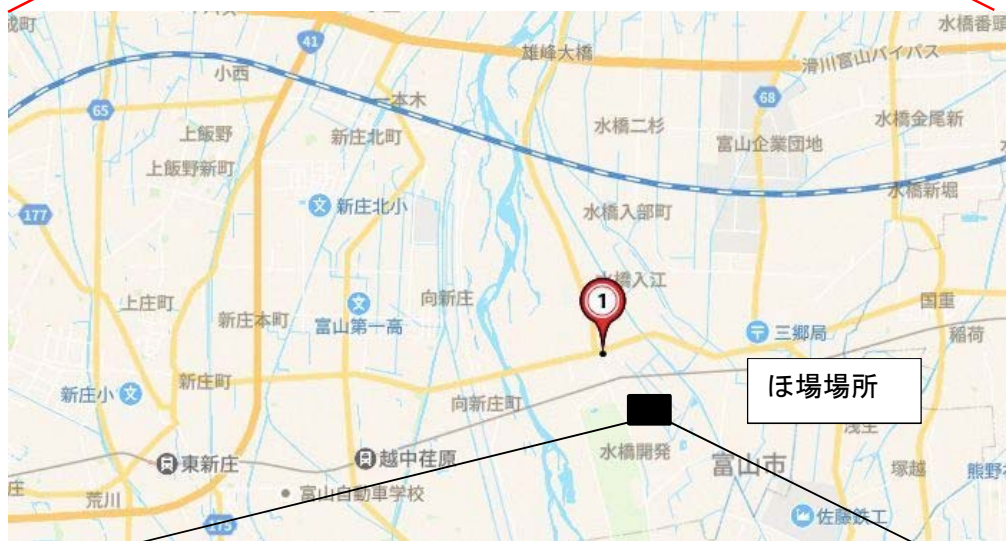 41
雄峰大橋
水橋番頭
滑川富山バイパス
小西
65
一本木
68
上飯野
新庄北町
水橋二杉
水橋金尾新
富山企業団地
上飯野新町
水橋新堀
177
新庄北小
水橋入部町
水橋入江
上庄町
向新庄
1
国重
新庄本町
富山第一高
三郷局
稲荷
新庄町
ほ場場所
新庄小
向新庄町
水橋開発
富山市
塚越
熊野
東新庄
越中荏原
荒川
富山自動車学校
佐藤鉄工